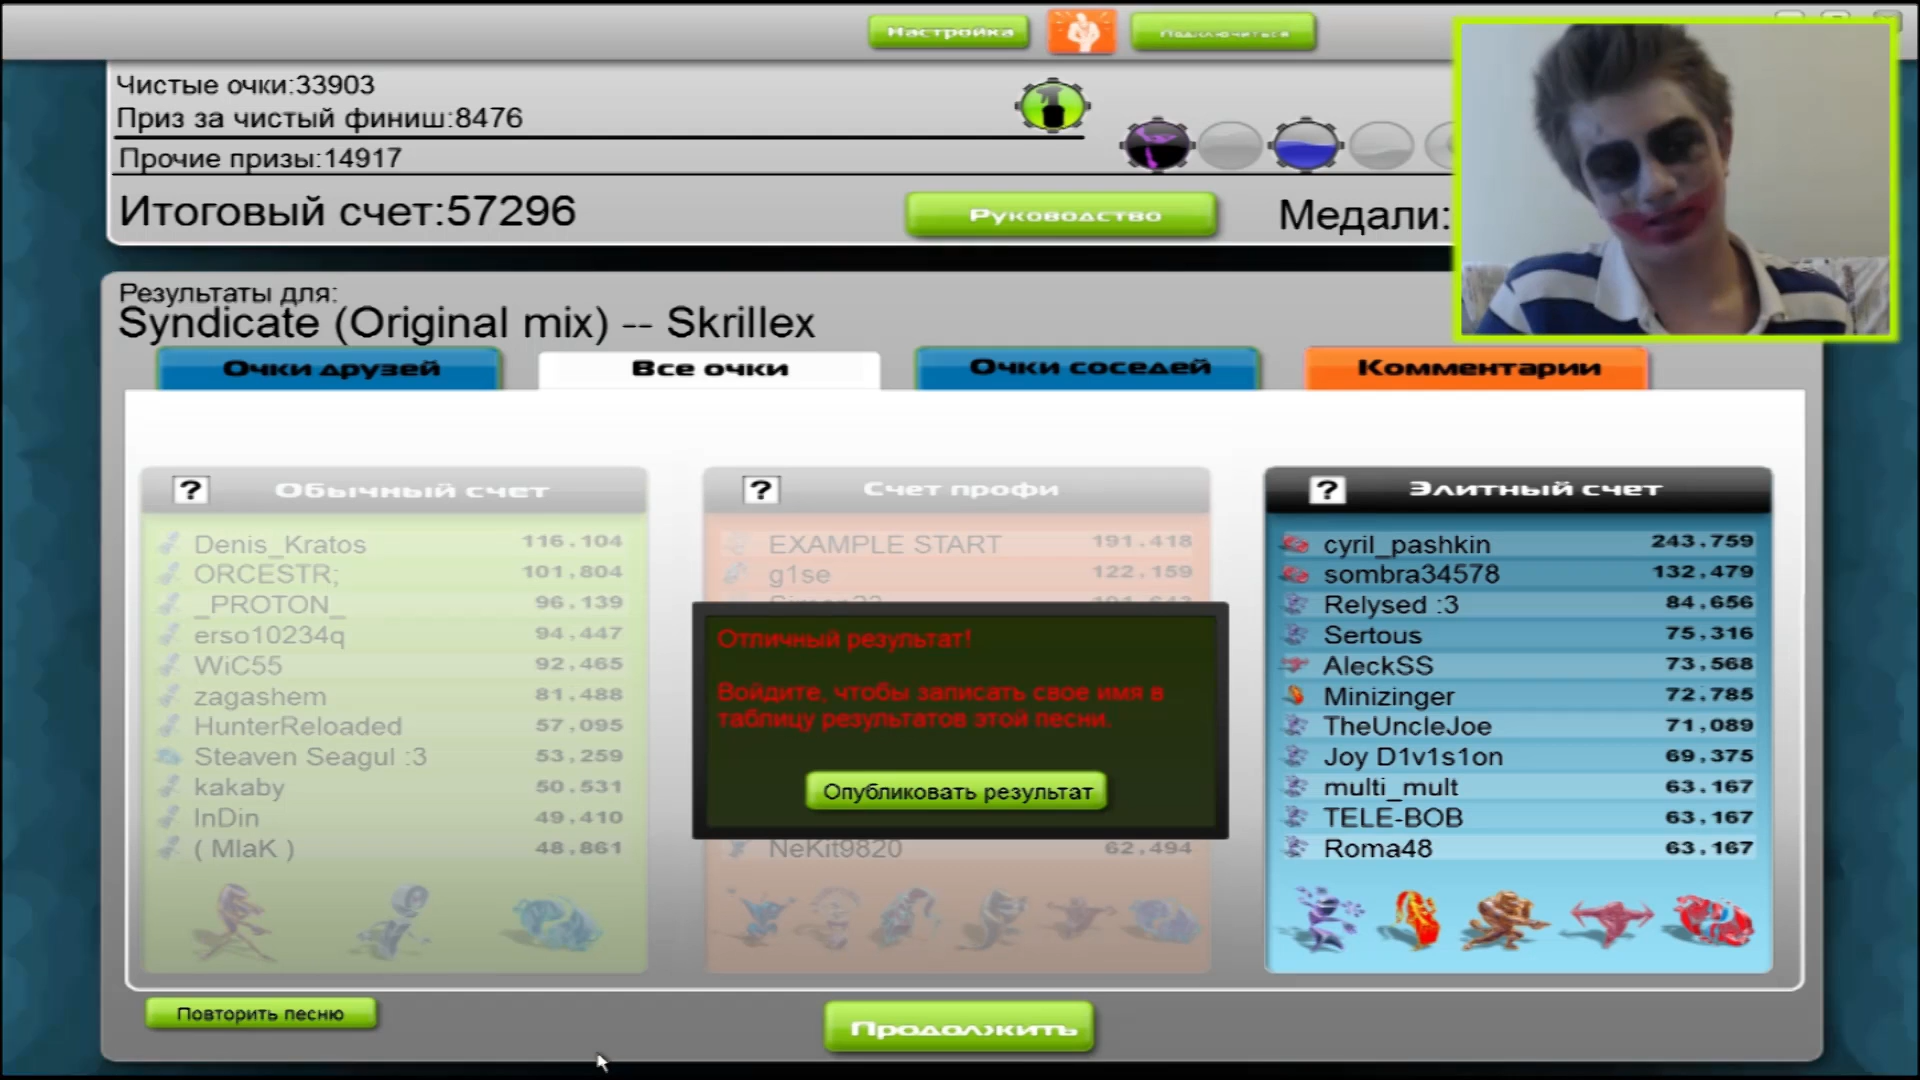 Настройка
Подключиться
Чистые очки:33903
Приз за чистый финиш:8476
Прочие призы:14917
Итоговый счет:57296
Руководство
Медали:
Результаты для:
Syndicate (Original mix) -- Skrillex
Очки друзей
Все очки
Очки соседей
Комментарии
? Обычный счет
Denis_Kratos 116.104
ORCESTR; 101,804
_PROTON_ 96.139
erso10234q 94,447
WiC55 92,465
zagashem 81.488
HunterReloaded 57,095
Steaven Seagul :3 53,259
kakaby 50.531
InDin 49,410
( MlaK ) 48,861
? Счет профи
EXAMPLE START 191.418
g1se 122,159
Отличный результат!
Войдите, чтобы записать свое имя в
таблицу результатов этой песни.
Опубликовать результат
NeKit9820 62,494
? Элитный счет
cyril_pashkin 243.759
sombra34578 132,479
Relysed :3 84,656
Sertous 75,316
AleckSS 73,568
Minizinger 72.785
TheUncleJoe 71,089
Joy D1v1s1on 69,375
multi_mult 63.167
TELE-BOB 63,167
Roma48 63,167
Повторить песню
Продолжить